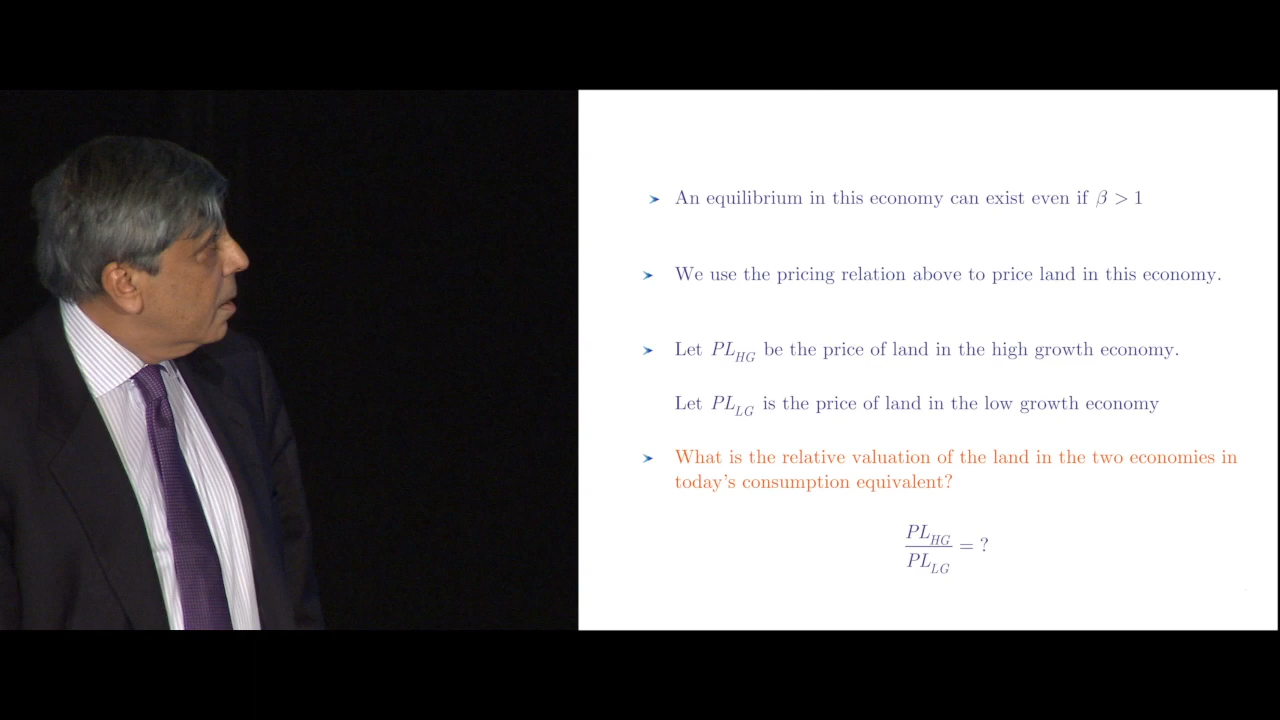 An equilibrium in this economy can exist even if β > 1
We use the pricing relation above to price land in this economy.
Let PL_HG be the price of land in the high growth economy.
Let PL_LG is the price of land in the low growth economy
What is the relative valuation of the land in the two economies in
today's consumption equivalent?
PL_HG / PL_LG = ?